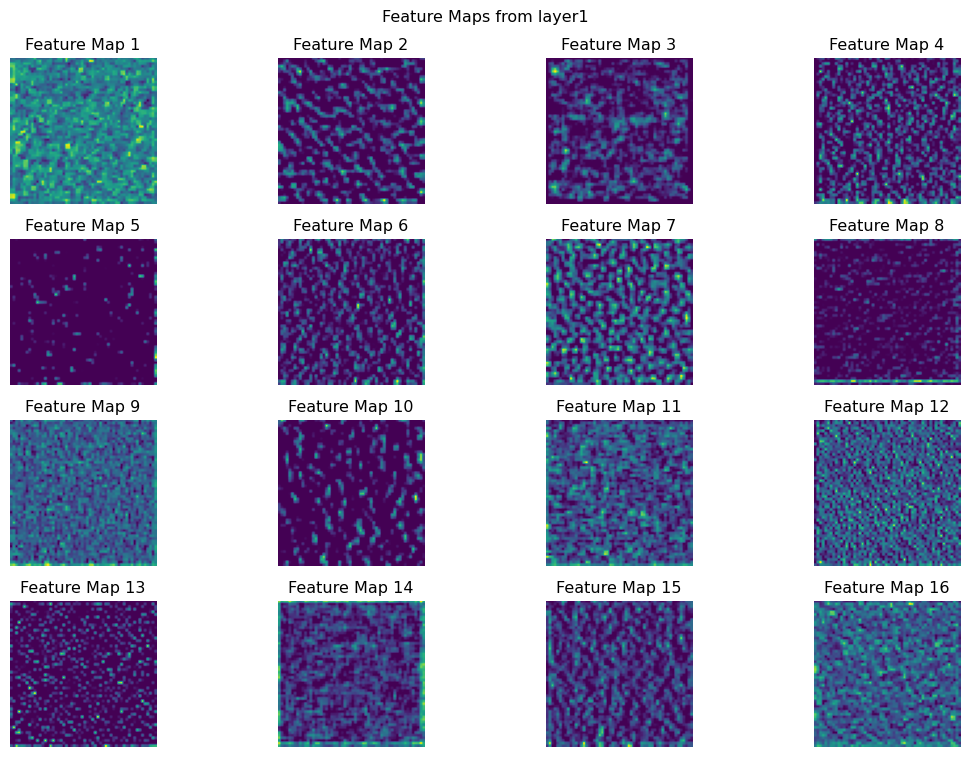 Feature Maps from layer1
Feature Map 1
Feature Map 2
Feature Map 3
Feature Map 4
Feature Map 5
Feature Map 6
Feature Map 7
Feature Map 8
Feature Map 9
Feature Map 10
Feature Map 11
Feature Map 12
Feature Map 13
Feature Map 14
Feature Map 15
Feature Map 16